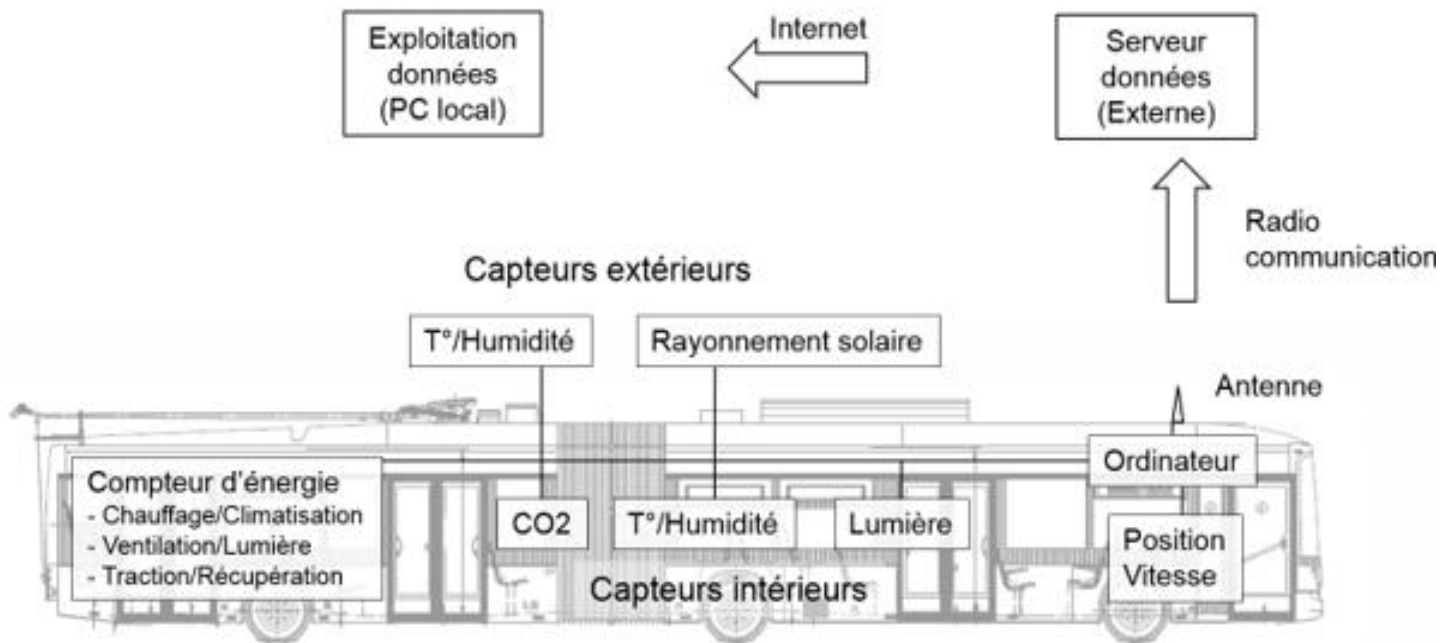 Exploitation
données
(PC local)
Internet
Serveur
données
(Externe)
Radio
communication
Capteurs extérieurs
T°/Humidité
Rayonnement solaire
Antenne
Ordinateur
Compteur d'énergie
- Chauffage/Climatisation
- Ventilation/Lumière
- Traction/Récupération
CO2
T°/Humidité
Lumière
Position
Vitesse
Capteurs intérieurs